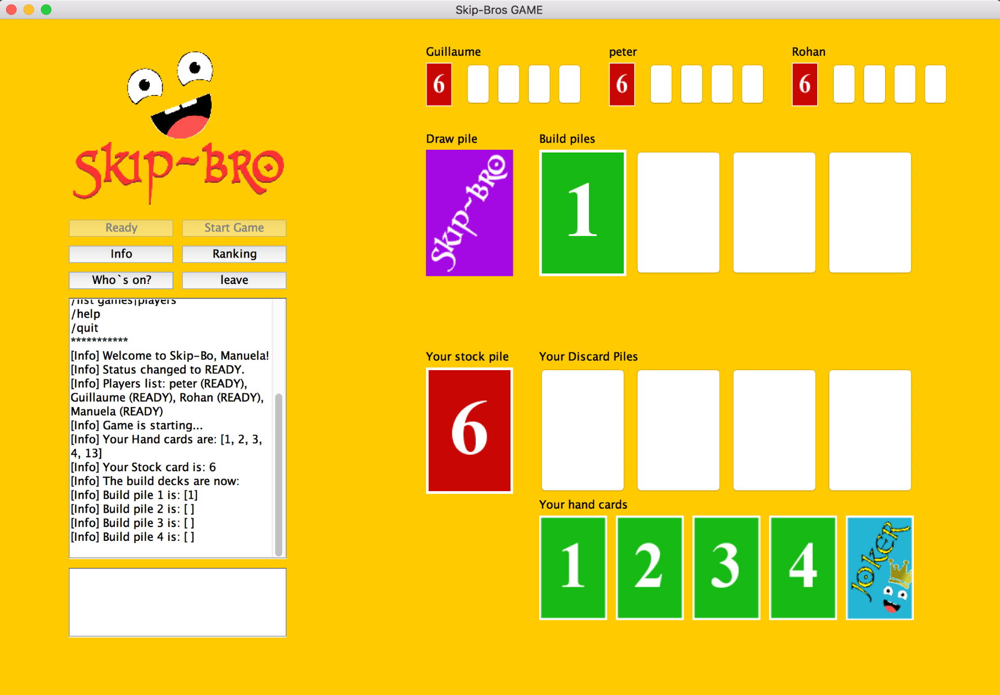 Skip-Bros GAME
SKIP~BRO
Ready
Start Game
Info
Ranking
Who`s on?
leave
/list games|players
/help
/quit
***********
[Info] Welcome to Skip-Bo, Manuela!
[Info] Status changed to READY.
[Info] Players list: peter (READY),
Guillaume (READY), Rohan (READY),
Manuela (READY)
[Info] Game is starting...
[Info] Your Hand cards are: [1, 2, 3,
4, 13]
[Info] Your Stock card is: 6
[Info] The build decks are now:
[Info] Build pile 1 is: [1]
[Info] Build pile 2 is: [ ]
[Info] Build pile 3 is: [ ]
[Info] Build pile 4 is: [ ]
Guillaume
6
peter
6
Rohan
6
Draw pile
SKIP~BRO
Build piles
1
Your stock pile
6
Your Discard Piles
Your hand cards
1
2
3
4
JOKER